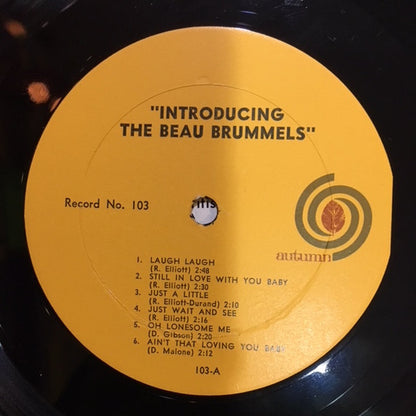 "INTRODUCING
THE BEAU BRUMMELS"
Record No. 103
autumn
1. LAUGH LAUGH
(R. Elliott) 2:48
2. STILL IN LOVE WITH YOU BABY
(R. Elliott) 2:30
3. JUST A LITTLE
(R. Elliott-Durand) 2:10
4. JUST WAIT AND SEE
(R. Elliott) 2:16
5. OH LONESOME ME
(D. Gibson) 2:20
6. AIN'T THAT LOVING YOU BABY
(D. Malone) 2:12
103-A